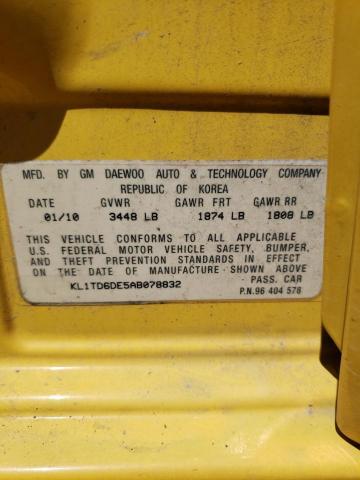 MFD. BY GM DAEWOO AUTO & TECHNOLOGY COMPANY
REPUBLIC OF KOREA
DATE GVWR GAWR FRT GAWR RR
01/10 3448 LB 1874 LB 1808 LB
THIS VEHICLE CONFORMS TO ALL APPLICABLE
U.S. FEDERAL MOTOR VEHICLE SAFETY, BUMPER,
AND THEFT PREVENTION STANDARDS IN EFFECT
ON THE DATE OF MANUFACTURE SHOWN ABOVE
PASS. CAR
KL1TD6DE5AB078832
P.N.96 404 578